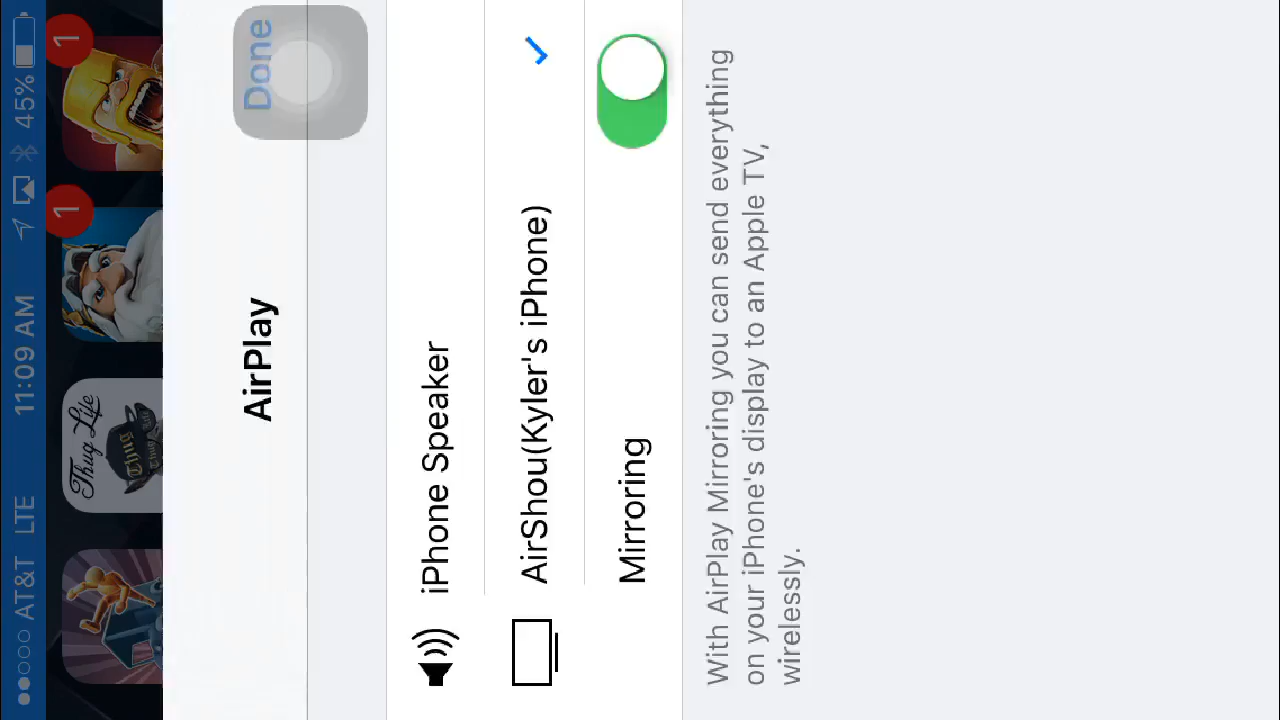 AT&T LTE 11:09 AM 45%
1
1
Thug Life
Thug
AirPlay Done
iPhone Speaker
AirShou(Kyler's iPhone)
Mirroring
With AirPlay Mirroring you can send everything
on your iPhone's display to an Apple TV,
wirelessly.